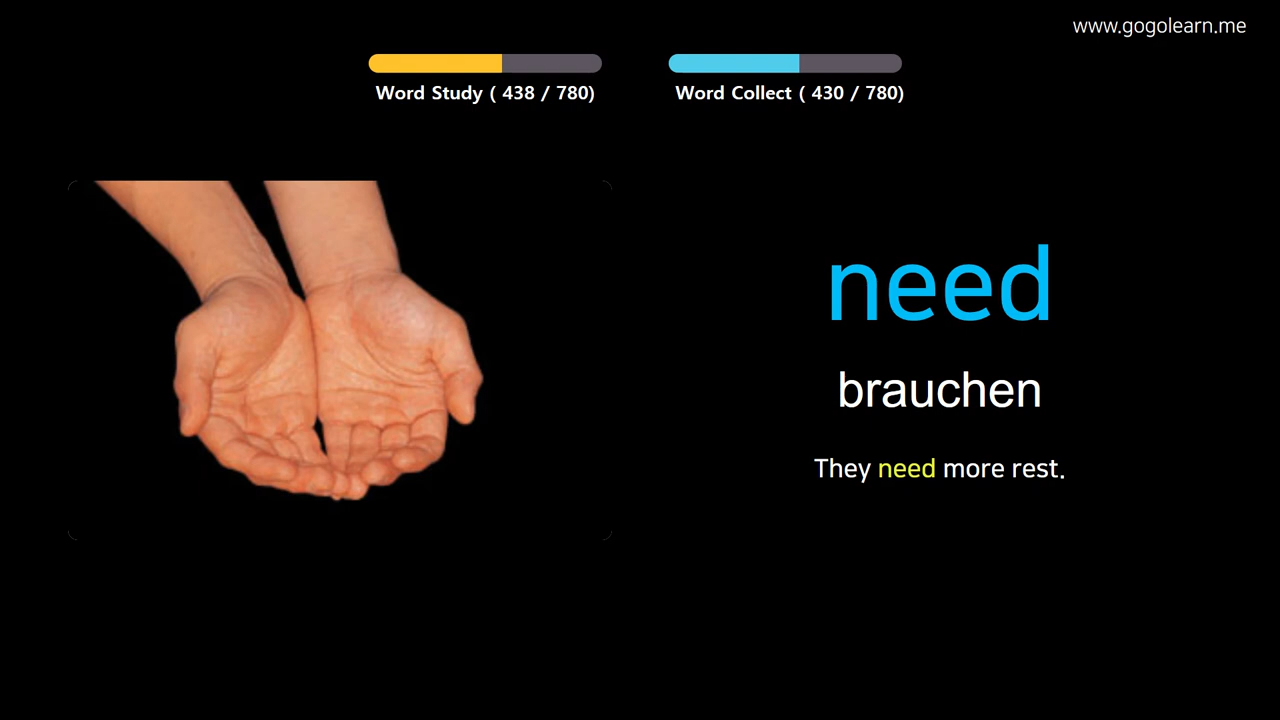 www.gogolearn.me
Word Study ( 438 / 780)
Word Collect ( 430 / 780)
need
brauchen
They need more rest.